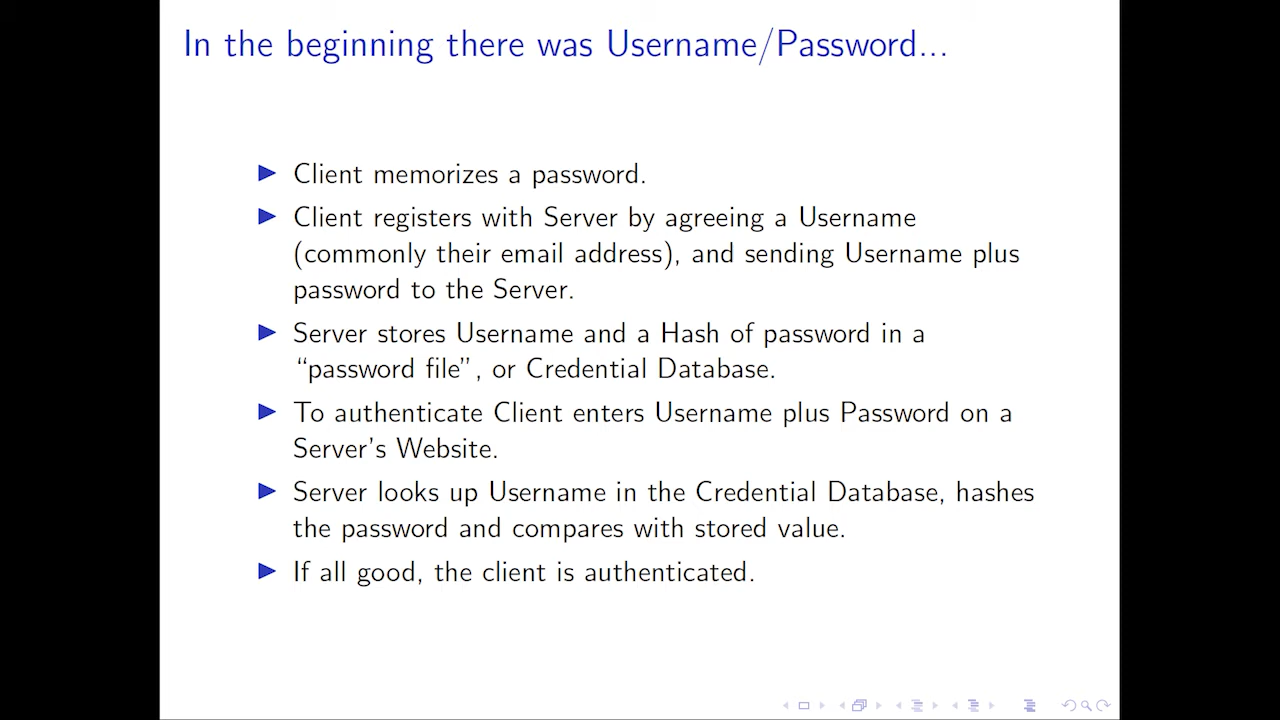 In the beginning there was Username/Password...
Client memorizes a password.
Client registers with Server by agreeing a Username
(commonly their email address), and sending Username plus
password to the Server.
Server stores Username and a Hash of password in a
“password file”, or Credential Database.
To authenticate Client enters Username plus Password on a
Server's Website.
Server looks up Username in the Credential Database, hashes
the password and compares with stored value.
If all good, the client is authenticated.